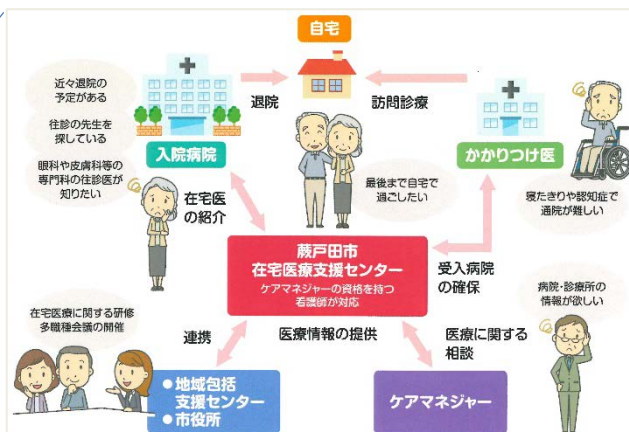 自宅
近々退院の
予定がある
往診の先生を
探している
眼科や皮膚科等の
専門科の往診医が
知りたい
退院
訪問診療
入院病院
かかりつけ医
在宅医
の紹介
最後まで自宅で
過ごしたい
寝たきりや認知症で
通院が難しい
蕨戸田市
在宅医療支援センター
ケアマネジャーの資格を持つ
看護師が対応
受入病院
の確保
病院・診療所の
情報が欲しい
在宅医療に関する研修
多職種会議の開催
連携
医療情報の提供
医療に関する
相談
●地域包括
支援センター
●市役所
ケアマネジャー